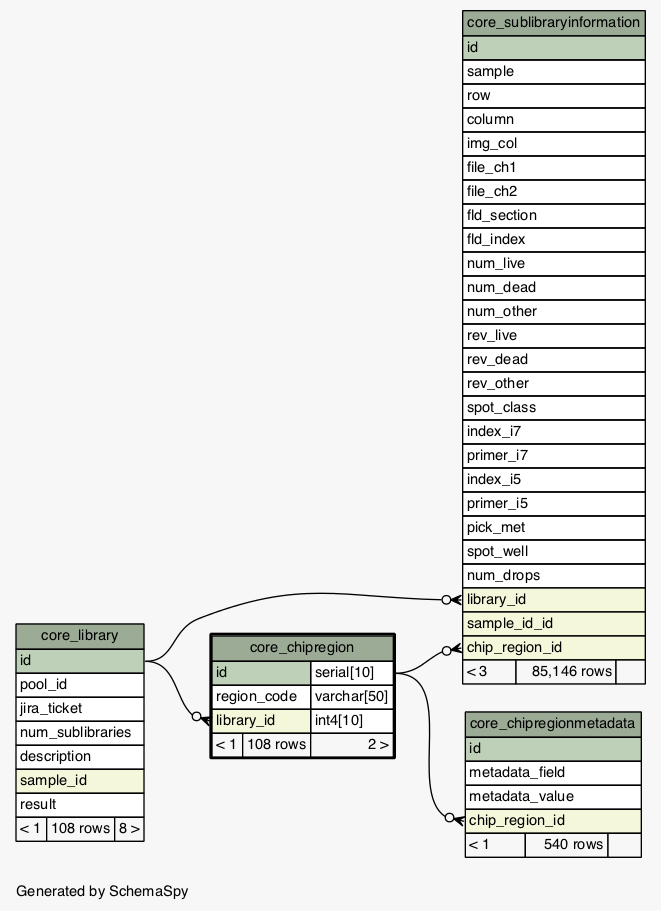 core_sublibraryinformation
id
sample
row
column
img_col
file_ch1
file_ch2
fld_section
fld_index
num_live
num_dead
num_other
rev_live
rev_dead
rev_other
spot_class
index_i7
primer_i7
index_i5
primer_i5
pick_met
spot_well
num_drops
library_id
sample_id_id
chip_region_id
< 3 85,146 rows
core_library
id
pool_id
jira_ticket
num_sublibraries
description
sample_id
result
< 1 108 rows 8 >
core_chipregion
id serial[10]
region_code varchar[50]
library_id int4[10]
< 1 108 rows 2 >
core_chipregionmetadata
id
metadata_field
metadata_value
chip_region_id
< 1 540 rows
Generated by SchemaSpy